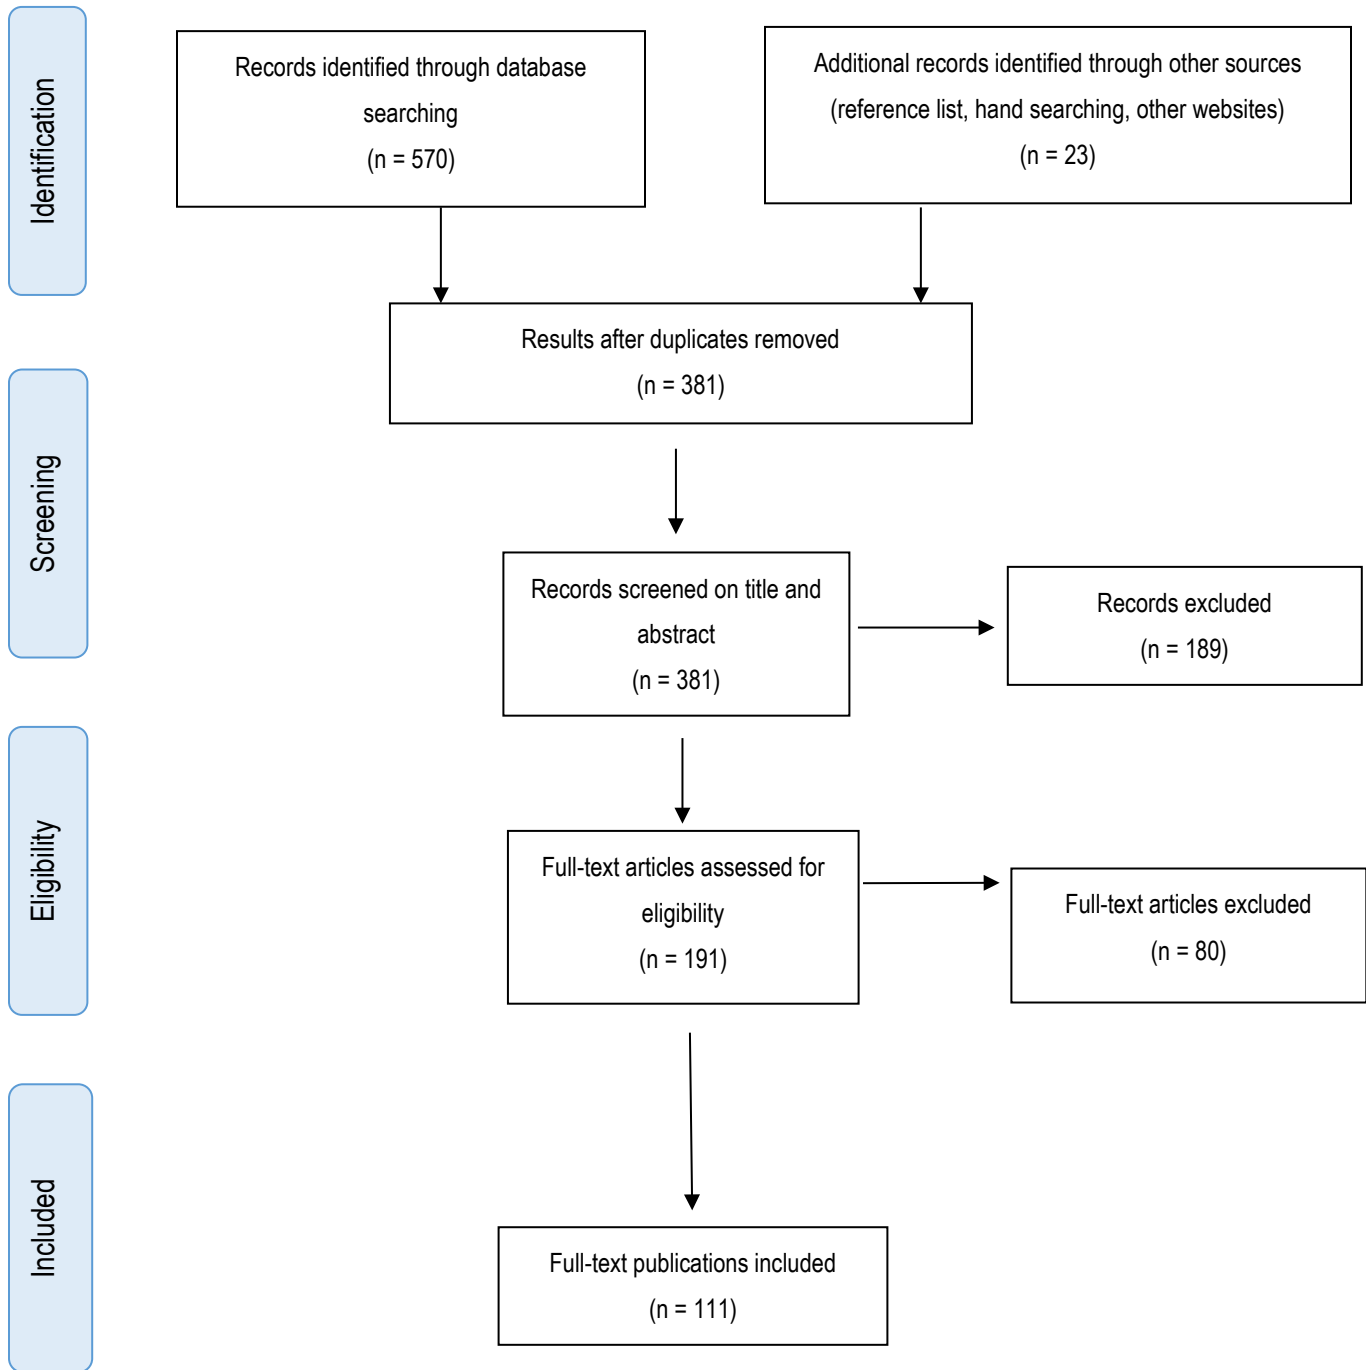 Identification
Records identified through database
searching
(n = 570)
Additional records identified through other sources
(reference list, hand searching, other websites)
(n = 23)
Results after duplicates removed
(n = 381)
Screening
Records screened on title and
abstract
(n = 381)
Records excluded
(n = 189)
Eligibility
Full-text articles assessed for
eligibility
(n = 191)
Full-text articles excluded
(n = 80)
Included
Full-text publications included
(n = 111)